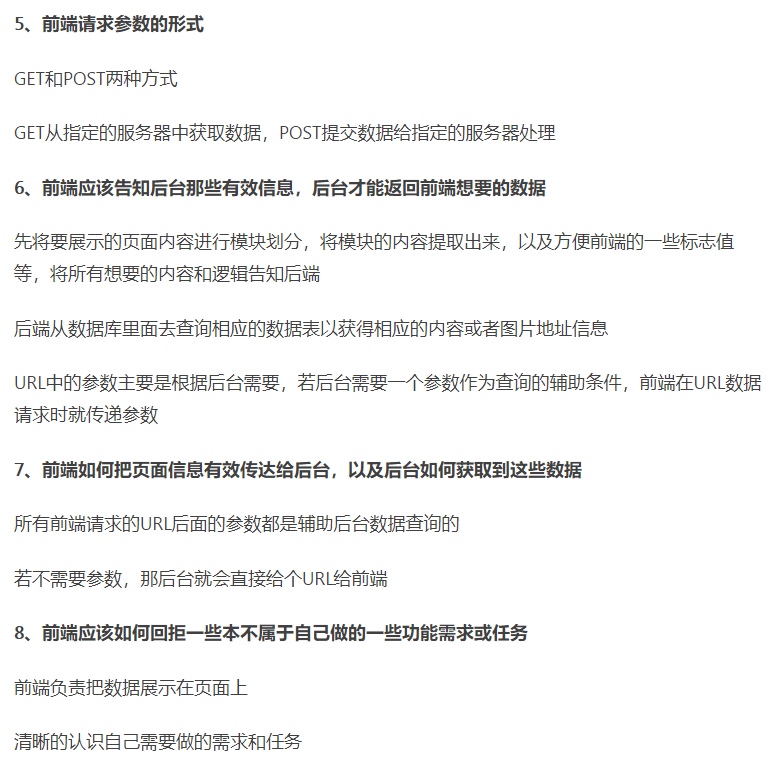 5、前端请求参数的形式
GET和POST两种方式
GET从指定的服务器中获取数据，POST提交数据给指定的服务器处理
6、前端应该告知后台那些有效信息，后台才能返回前端想要的数据
先将要展示的页面内容进行模块划分，将模块的内容提取出来，以及方便前端的一些标志值
等，将所有想要的内容和逻辑告知后端
后端从数据库里面去查询相应的数据表以获得相应的内容或者图片地址信息
URL中的参数主要是根据后台需要，若后台需要一个参数作为查询的辅助条件，前端在URL数据
请求时就传递参数
7、前端如何把页面信息有效传达给后台，以及后台如何获取到这些数据
所有前端请求的URL后面的参数都是辅助后台数据查询的
若不需要参数，那后台就会直接给个URL给前端
8、前端应该如何回拒一些本不属于自己做的一些功能需求或任务
前端负责把数据展示在页面上
清晰的认识自己需要做的需求和任务